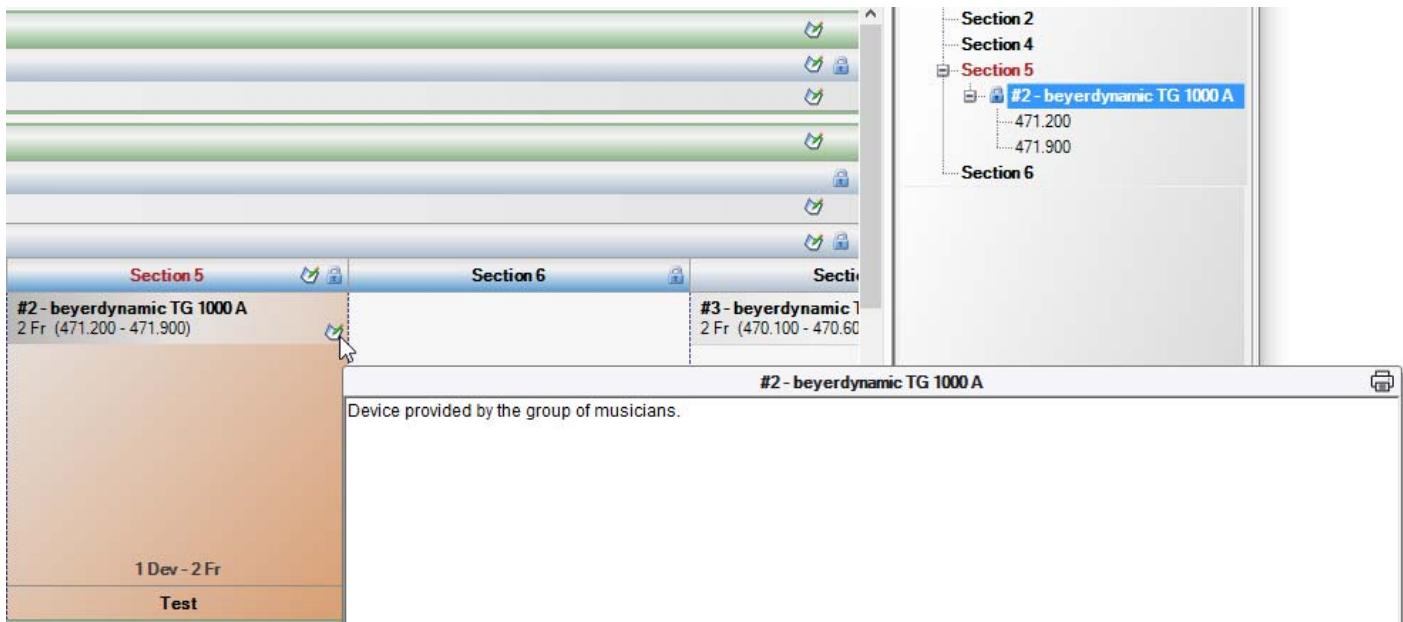 Section 2
Section 4
Section 5
#2 - beyerdynamic TG 1000 A
471.200
471.900
Section 6
Section 5
Section 6
Secti
#2 - beyerdynamic TG 1000 A
2 Fr (471.200 - 471.900)
#3 - beyerdynamic T
2 Fr (470.100 - 470.60
#2 - beyerdynamic TG 1000 A
Device provided by the group of musicians.
1 Dev - 2 Fr
Test